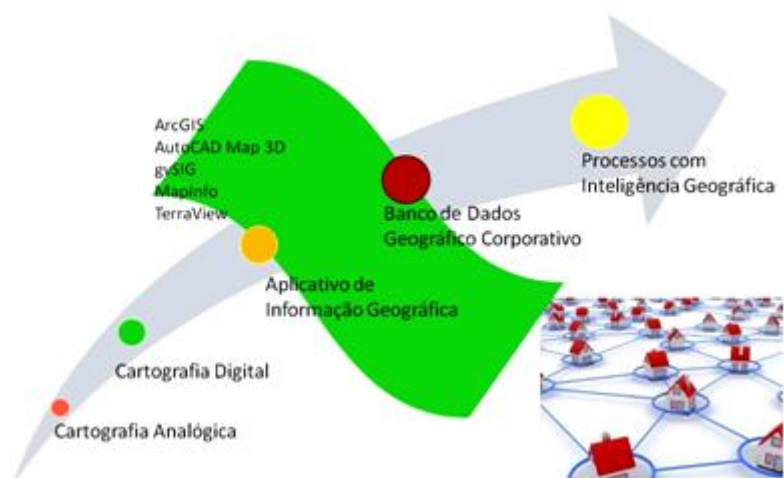 ArcGIS
AutoCAD Map 3D
gvSIG
MapInfo
TerraView
Processos com
Inteligência Geográfica
Banco de Dados
Geográfico Corporativo
Aplicativo de
Informação Geográfica
Cartografia Digital
Cartografia Analógica